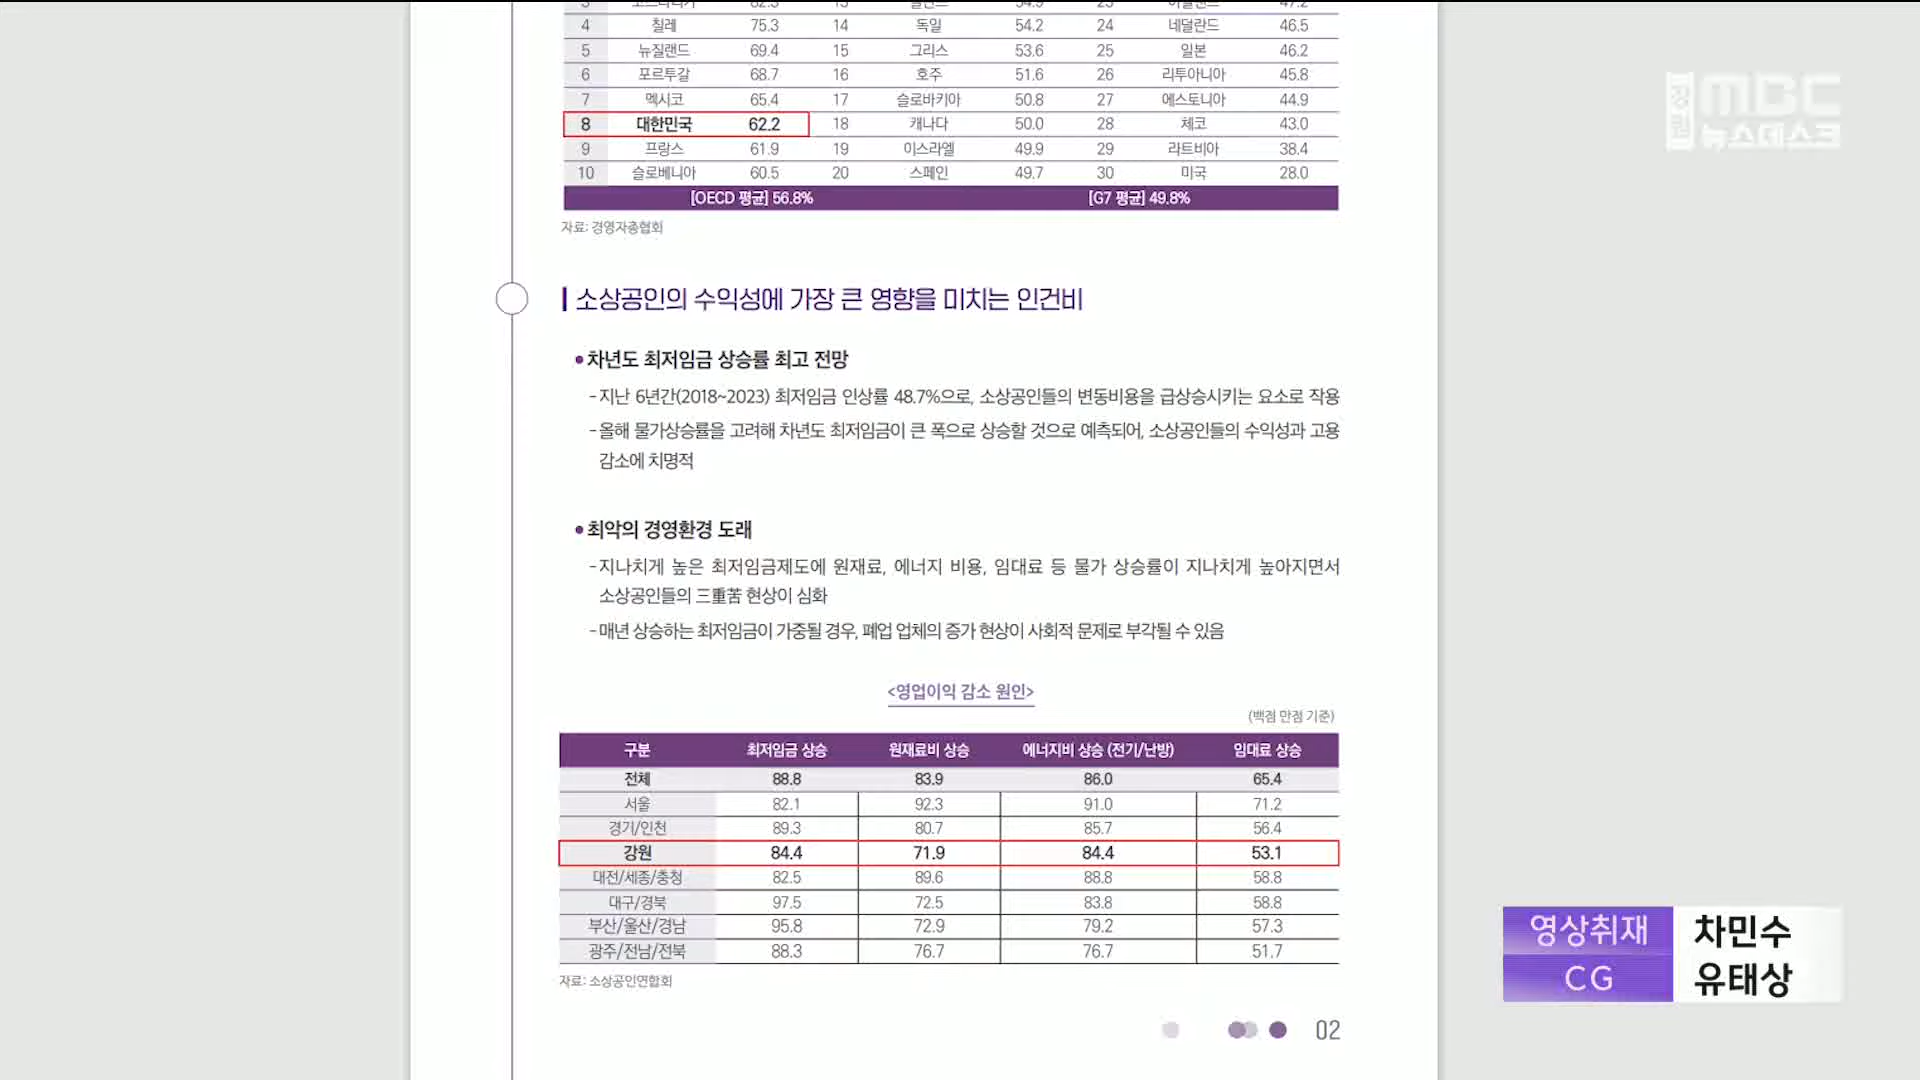 4 칠레 75.3 14 독일 54.2 24 네덜란드 46.5
5 뉴질랜드 69.4 15 그리스 53.6 25 일본 46.2
6 포르투갈 68.7 16 호주 51.6 26 리투아니아 45.8
7 멕시코 65.4 17 슬로바키아 50.8 27 에스토니아 44.9
8 대한민국 62.2 18 캐나다 50.0 28 체코 43.0
9 프랑스 61.9 19 이스라엘 49.9 29 라트비아 38.4
10 슬로베니아 60.5 20 스페인 49.7 30 미국 28.0
[OECD 평균] 56.8% [G7 평균] 49.8%
자료: 경영자총협회
소상공인의 수익성에 가장 큰 영향을 미치는 인건비
•차년도 최저임금 상승률 최고 전망
-지난 6년간(2018~2023) 최저임금 인상률 48.7%으로, 소상공인들의 변동비용을 급상승시키는 요소로 작용
-올해 물가상승률을 고려해 차년도 최저임금이 큰 폭으로 상승할 것으로 예측되어, 소상공인들의 수익성과 고용
감소에 치명적
•최악의 경영환경 도래
-지나치게 높은 최저임금제도에 원재료, 에너지 비용, 임대료 등 물가 상승률이 지나치게 높아지면서
소상공인들의 三重苦 현상이 심화
-매년 상승하는 최저임금이 가중될 경우, 폐업 업체의 증가 현상이 사회적 문제로 부각될 수 있음
<영업이익 감소 원인>
(백점 만점 기준)
구분 최저임금 상승 원재료비 상승 에너지비 상승 (전기/난방) 임대료 상승
전체 88.8 83.9 86.0 65.4
서울 82.1 92.3 91.0 71.2
경기/인천 89.3 80.7 85.7 56.4
강원 84.4 71.9 84.4 53.1
대전/세종/충청 82.5 89.6 88.8 58.8
대구/경북 97.5 72.5 83.8 58.8
부산/울산/경남 95.8 72.9 79.2 57.3
광주/전남/전북 88.3 76.7 76.7 51.7
자료: 소상공인연합회
02
MBC
뉴스데스크
영상취재 차민수
CG 유태상